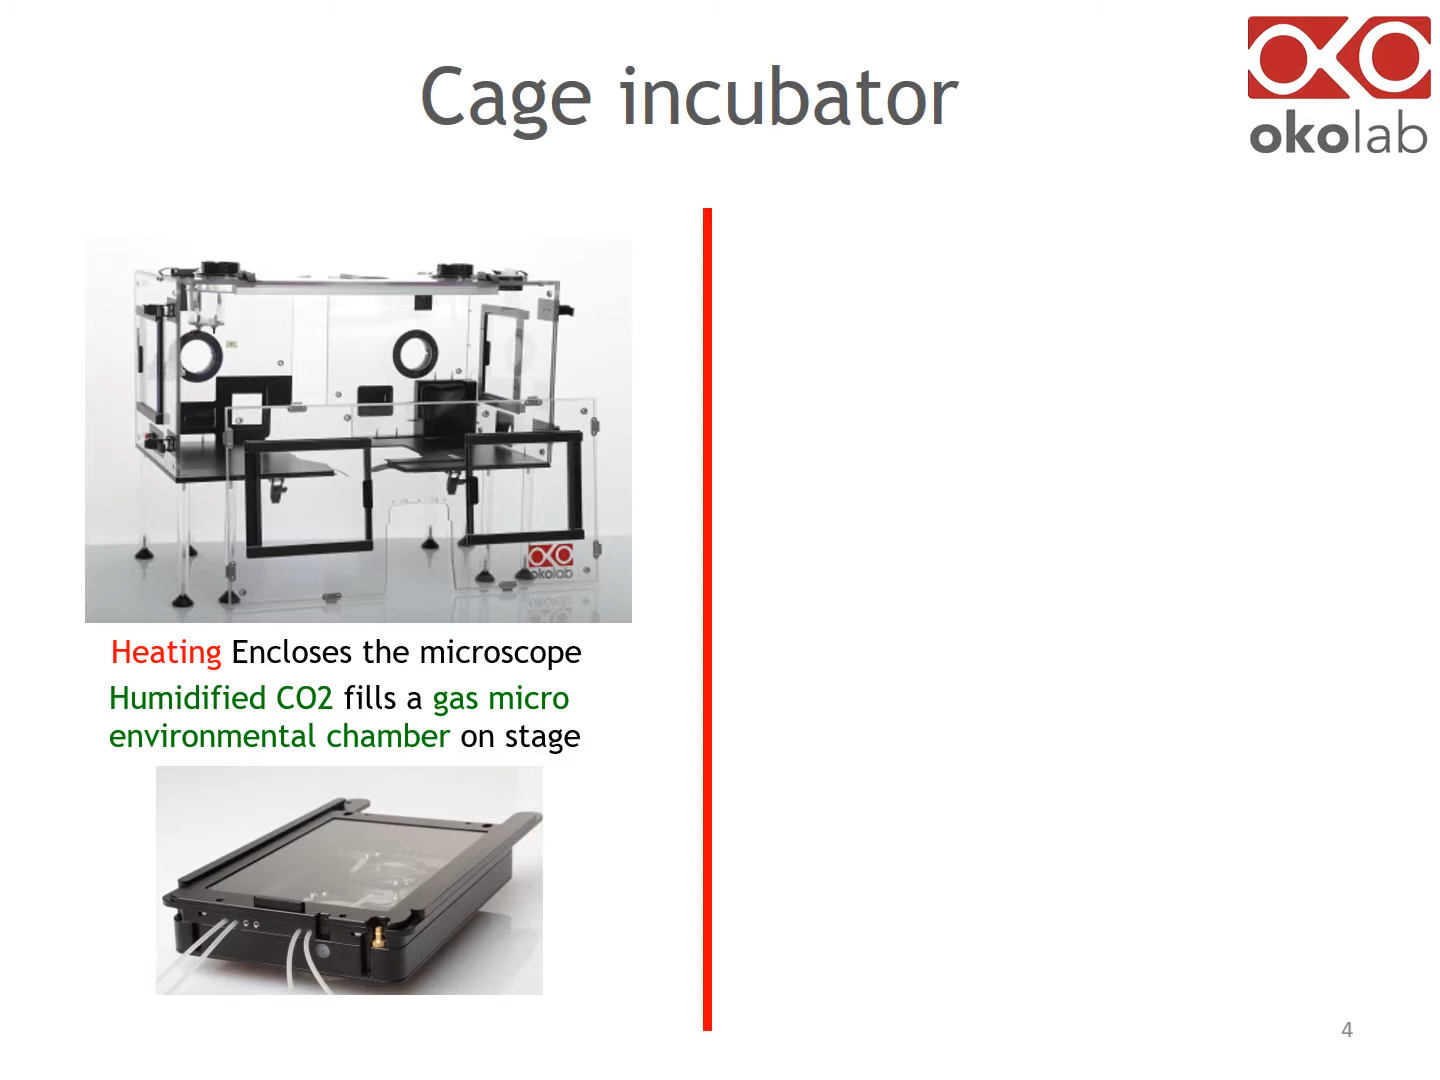 Cage incubator
okolab
okolab
Heating Encloses the microscope
Humidified CO2 fills a gas micro
environmental chamber on stage
4